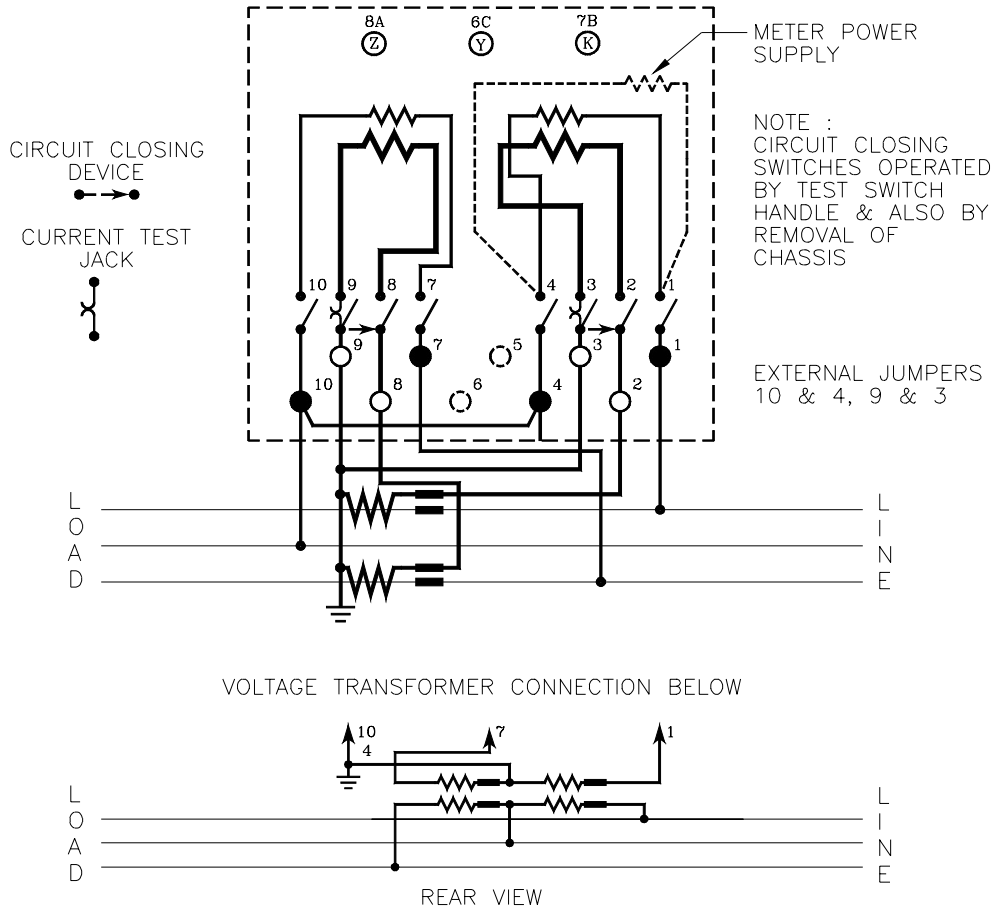 8A
6C
7B
Z
Y
K
METER POWER
SUPPLY
NOTE :
CIRCUIT CLOSING
SWITCHES OPERATED
BY TEST SWITCH
HANDLE & ALSO BY
REMOVAL OF
CHASSIS
CIRCUIT CLOSING
DEVICE
CURRENT TEST
JACK
10 9 8 7 4 3 2 1
9 7 5 3 1
10 8 6 4 2
EXTERNAL JUMPERS
10 & 4, 9 & 3
L
O
A
D
L
I
N
E
VOLTAGE TRANSFORMER CONNECTION BELOW
10
4
7
1
L
O
A
D
L
I
N
E
REAR VIEW